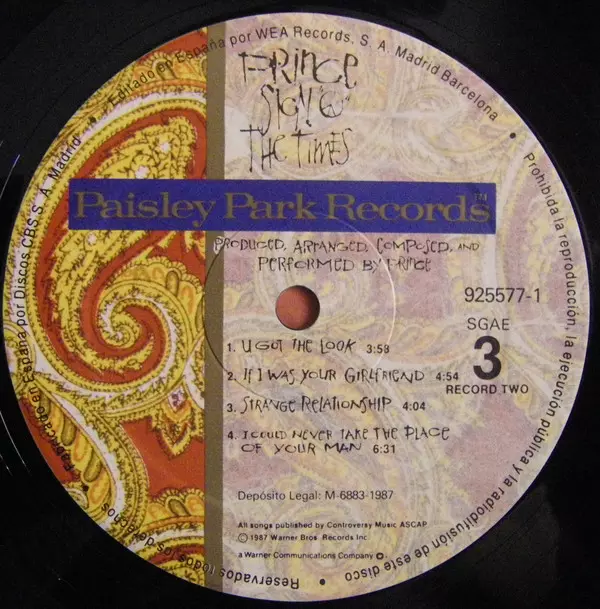 Fabricado en España por Discos CBS, S. A. Madrid • Editado en España por WEA Records, S. A. Madrid Barcelona
• Prohibida la reproducción, la ejecución pública y la radiodifusión de este disco
• Reservados todos los derechos
PRINCE
SIGN "☮"
THE TIMES
Paisley Park Records™
PRODUCED, ARRANGED, COMPOSED, AND
PERFORMED BY PRINCE
925577-1
SGAE
3
RECORD TWO
1. U GOT THE LOOK 3:58
2. IF I WAS YOUR GIRLFRIEND 4:54
3. STRANGE RELATIONSHIP 4:04
4. I COULD NEVER TAKE THE PLACE
OF YOUR MAN 6:31
Depósito Legal: M-6883-1987
All songs published by Controversy Music ASCAP
© 1987 Warner Bros. Records Inc
a Warner Communications Company